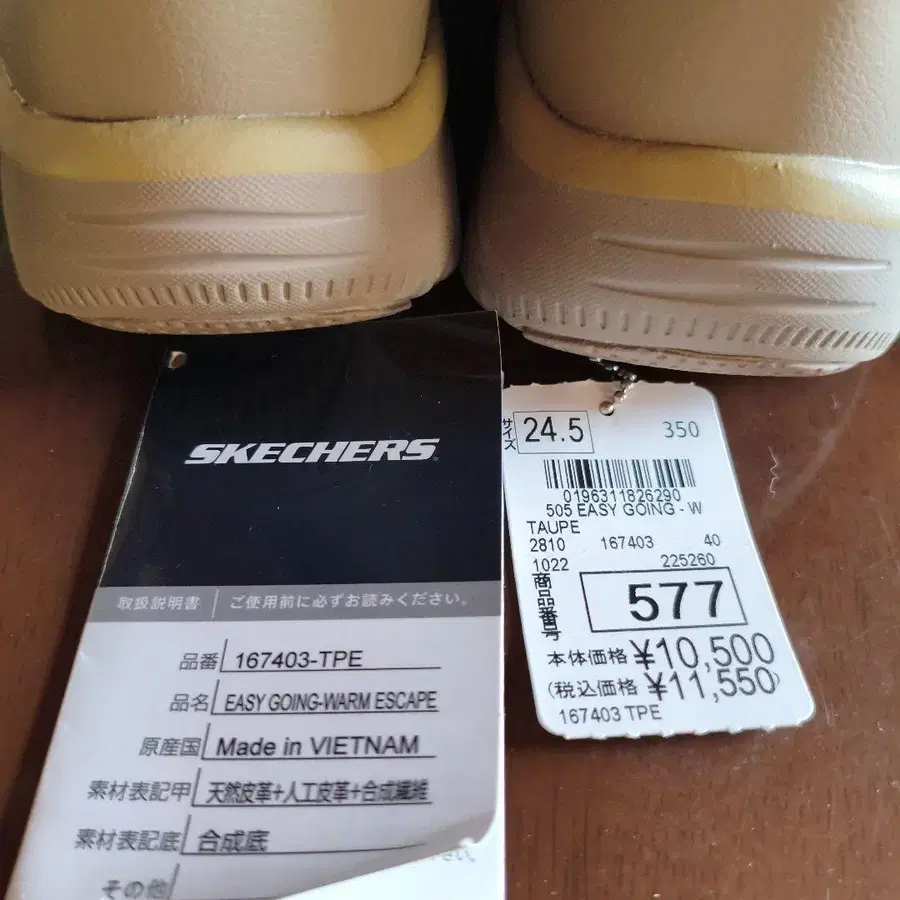 SKECHERS
取扱説明書 ご使用前に必ずお読みください。
品番 167403-TPE
品名 EASY GOING-WARM ESCAPE
原産国 Made in VIETNAM
素材表記甲 天然皮革+人工皮革+合成繊維
素材表記底 合成底
その他
サイズ 24.5 350
0196311826290
505 EASY GOING - W
TAUPE
2810 167403 40
1022 225260
商品番号 577
本体価格 ¥10,500
(税込価格 ¥11,550)
167403 TPE